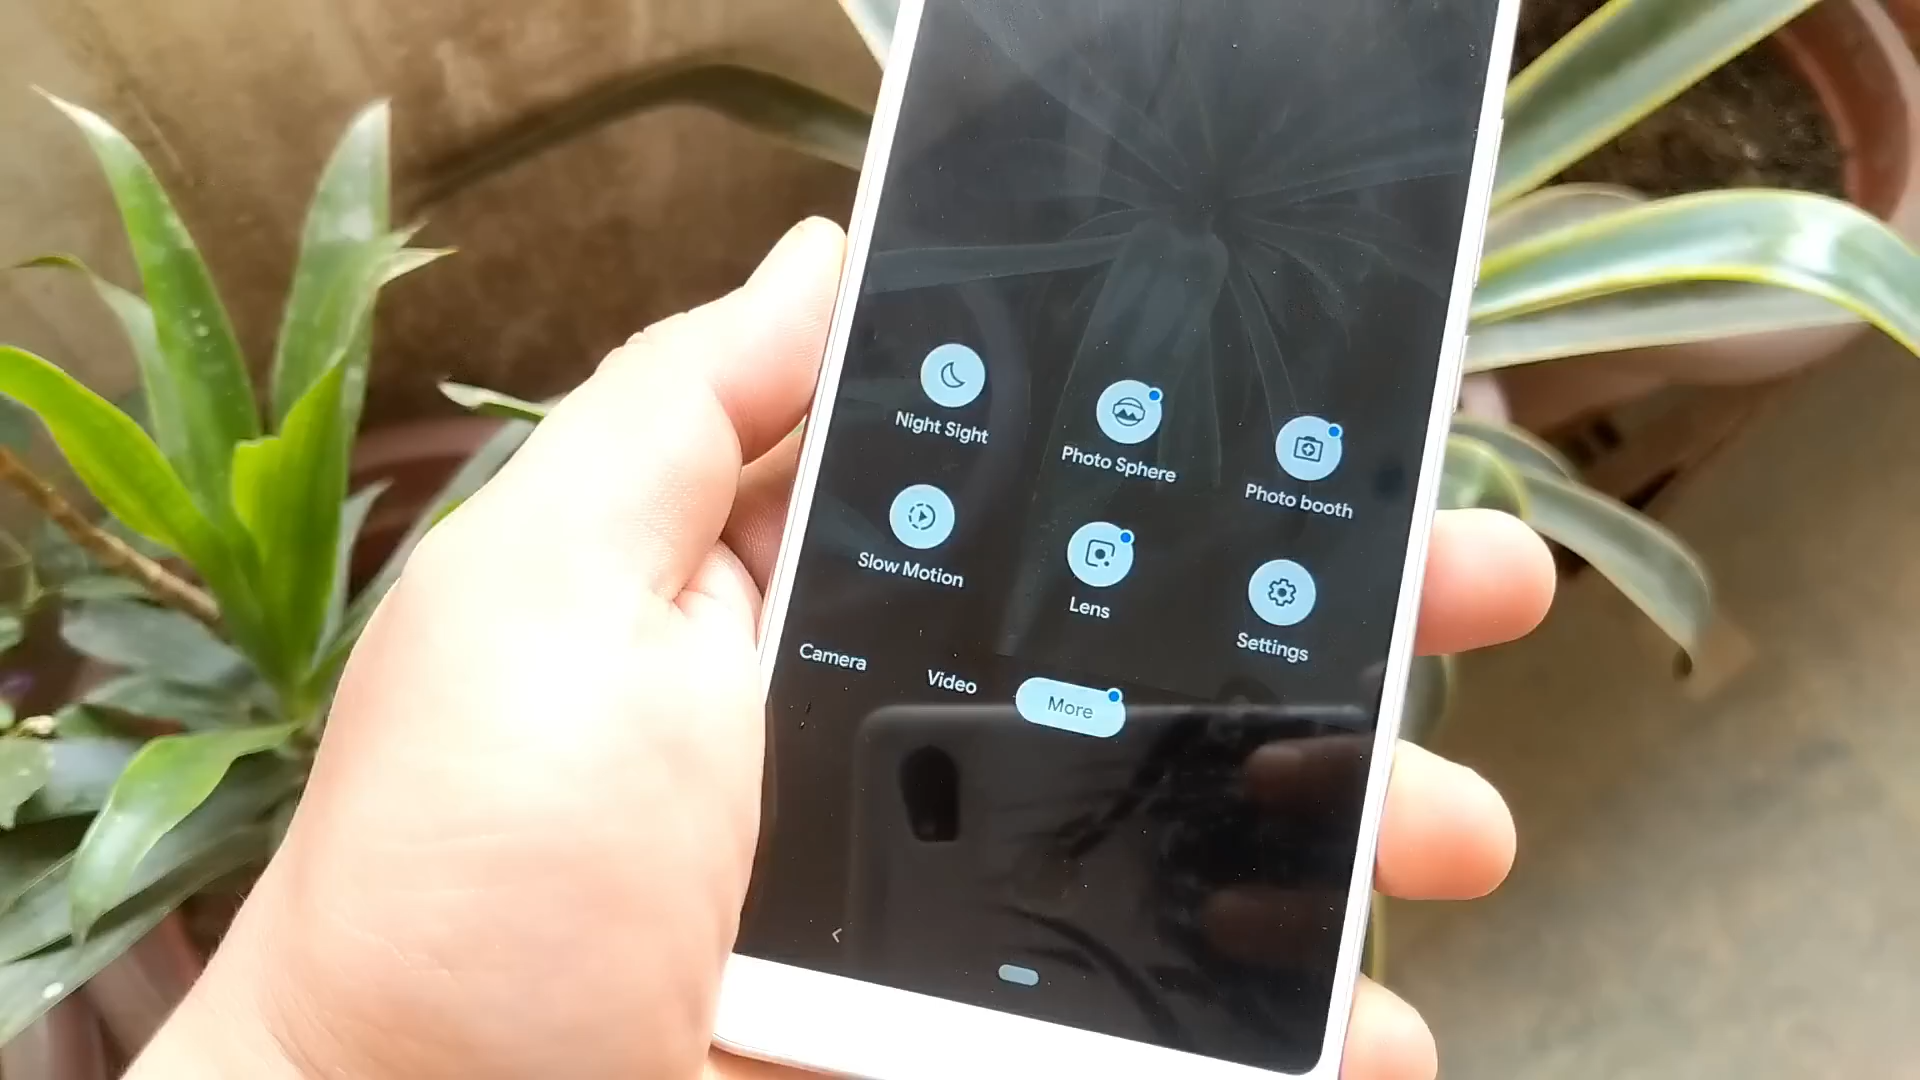 Night Sight
Photo Sphere
Photo booth
Slow Motion
Lens
Settings
Camera
Video
More